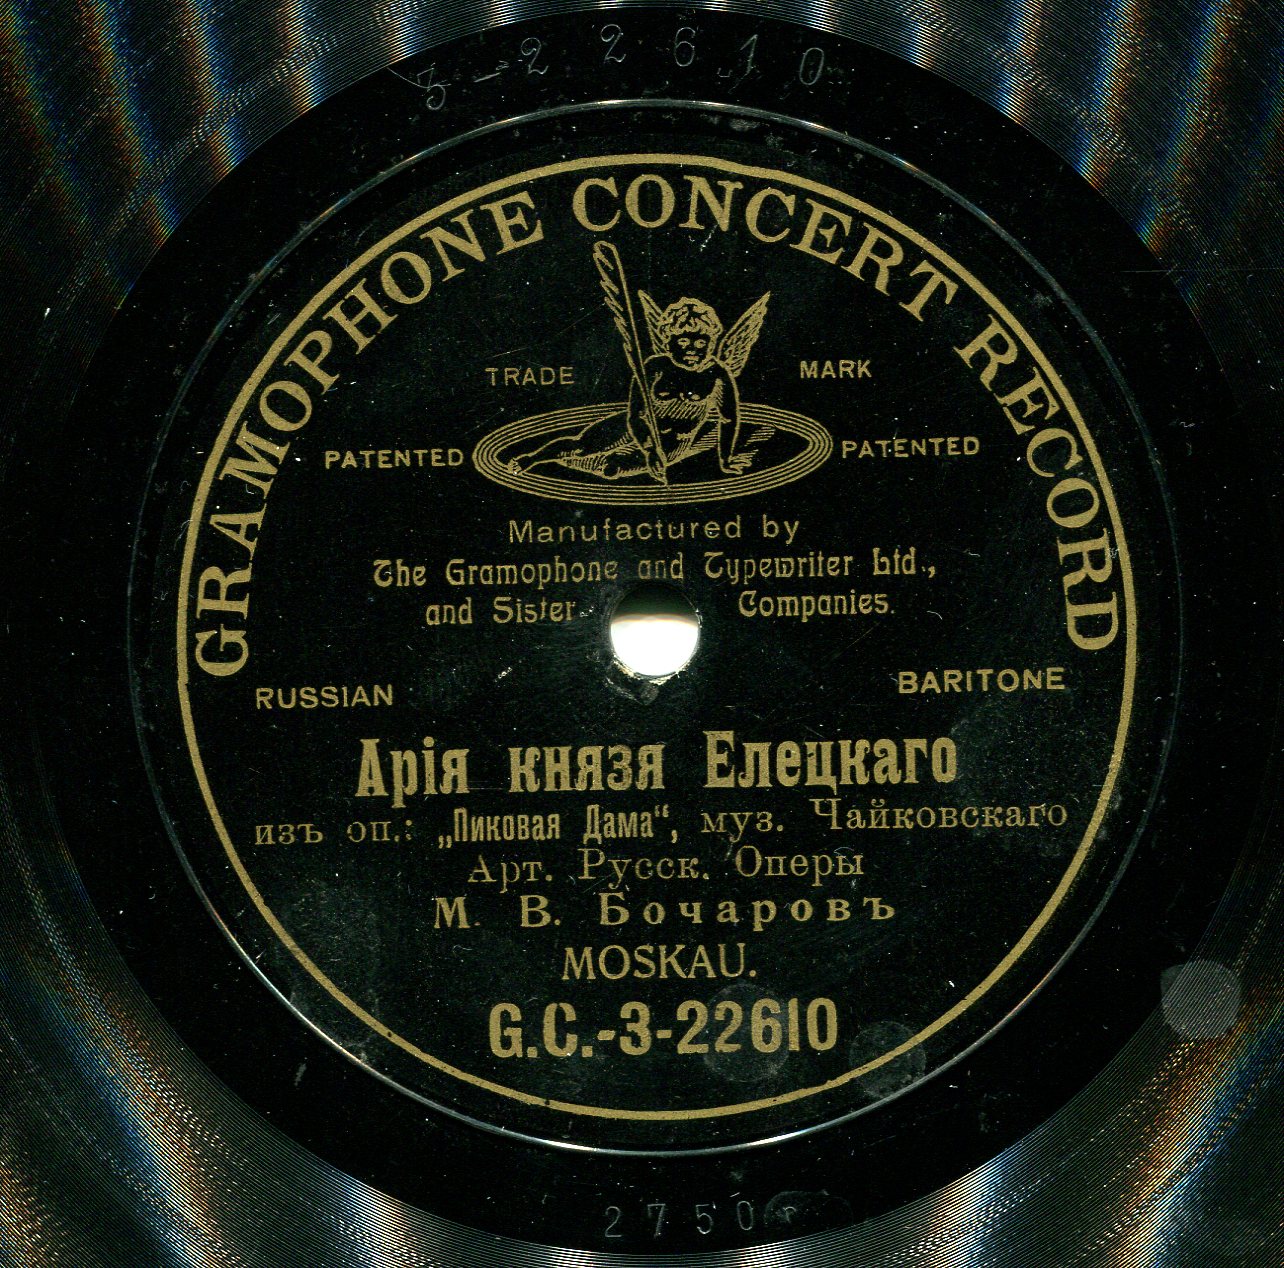 3-22610
GRAMOPHONE CONCERT RECORD
TRADE MARK
PATENTED PATENTED
Manufactured by
The Gramophone and Typewriter Ltd.,
and Sister Companies.
RUSSIAN BARITONE
Арія князя Елецкаго
изъ оп.: „Пиковая Дама“, муз. Чайковскаго
Арт. Русск. Оперы
М. В. Бочаровъ
MOSKAU.
G.C.-3-22610
2750